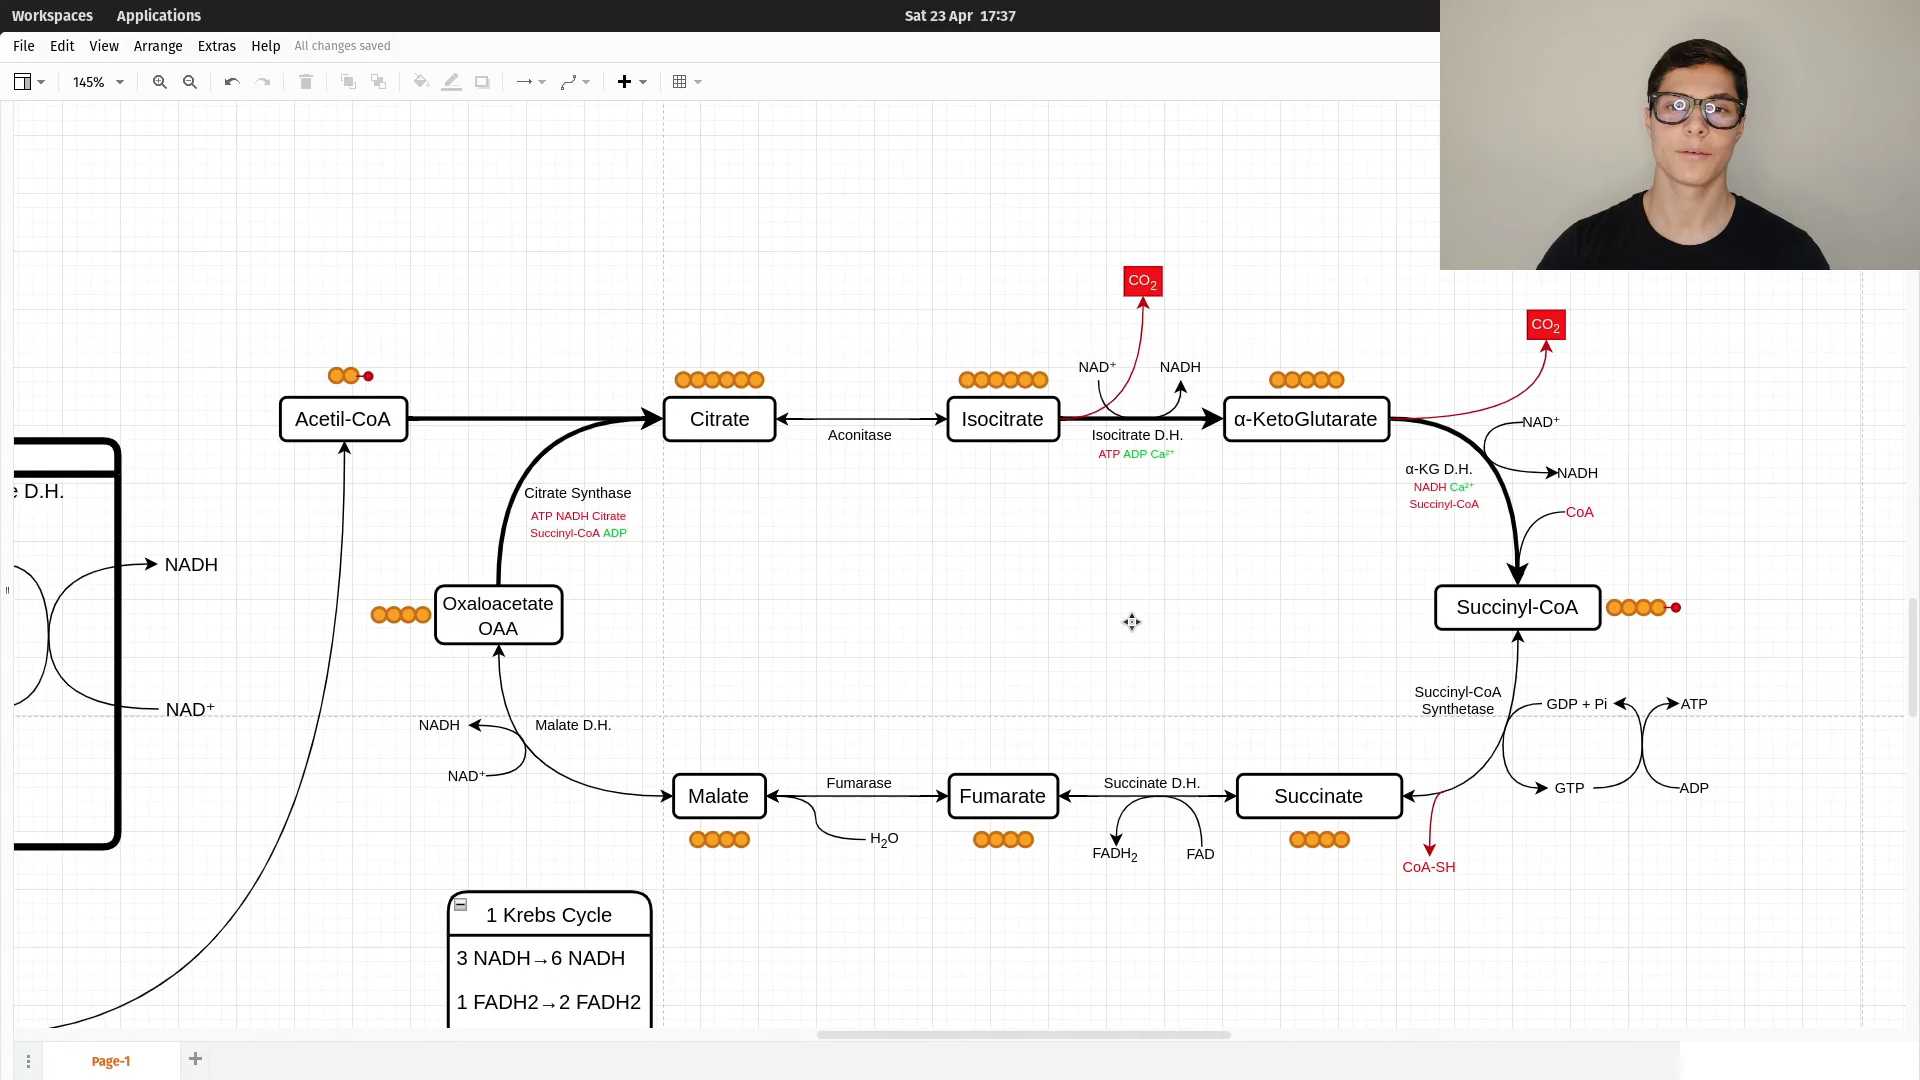 Workspaces Applications Sat 23 Apr 17:37
File Edit View Arrange Extras Help All changes saved
145%
CO2
CO2
NAD⁺ NADH
Acetil-CoA Citrate Isocitrate α-KetoGlutarate
NAD⁺
Aconitase
Isocitrate D.H.
ATP ADP Ca²⁺
α-KG D.H.
NADH
NADH Ca²⁺
Succinyl-CoA
CoA
e D.H.
Citrate Synthase
ATP NADH Citrate
Succinyl-CoA ADP
NADH
Oxaloacetate
OAA
Succinyl-CoA
NAD⁺
Succinyl-CoA
Synthetase
GDP + Pi ATP
GTP ADP
NADH Malate D.H.
NAD⁺
Fumarase
Succinate D.H.
Malate Fumarate Succinate
H2O
FADH2 FAD
CoA-SH
1 Krebs Cycle
3 NADH→6 NADH
1 FADH2→2 FADH2
Page-1